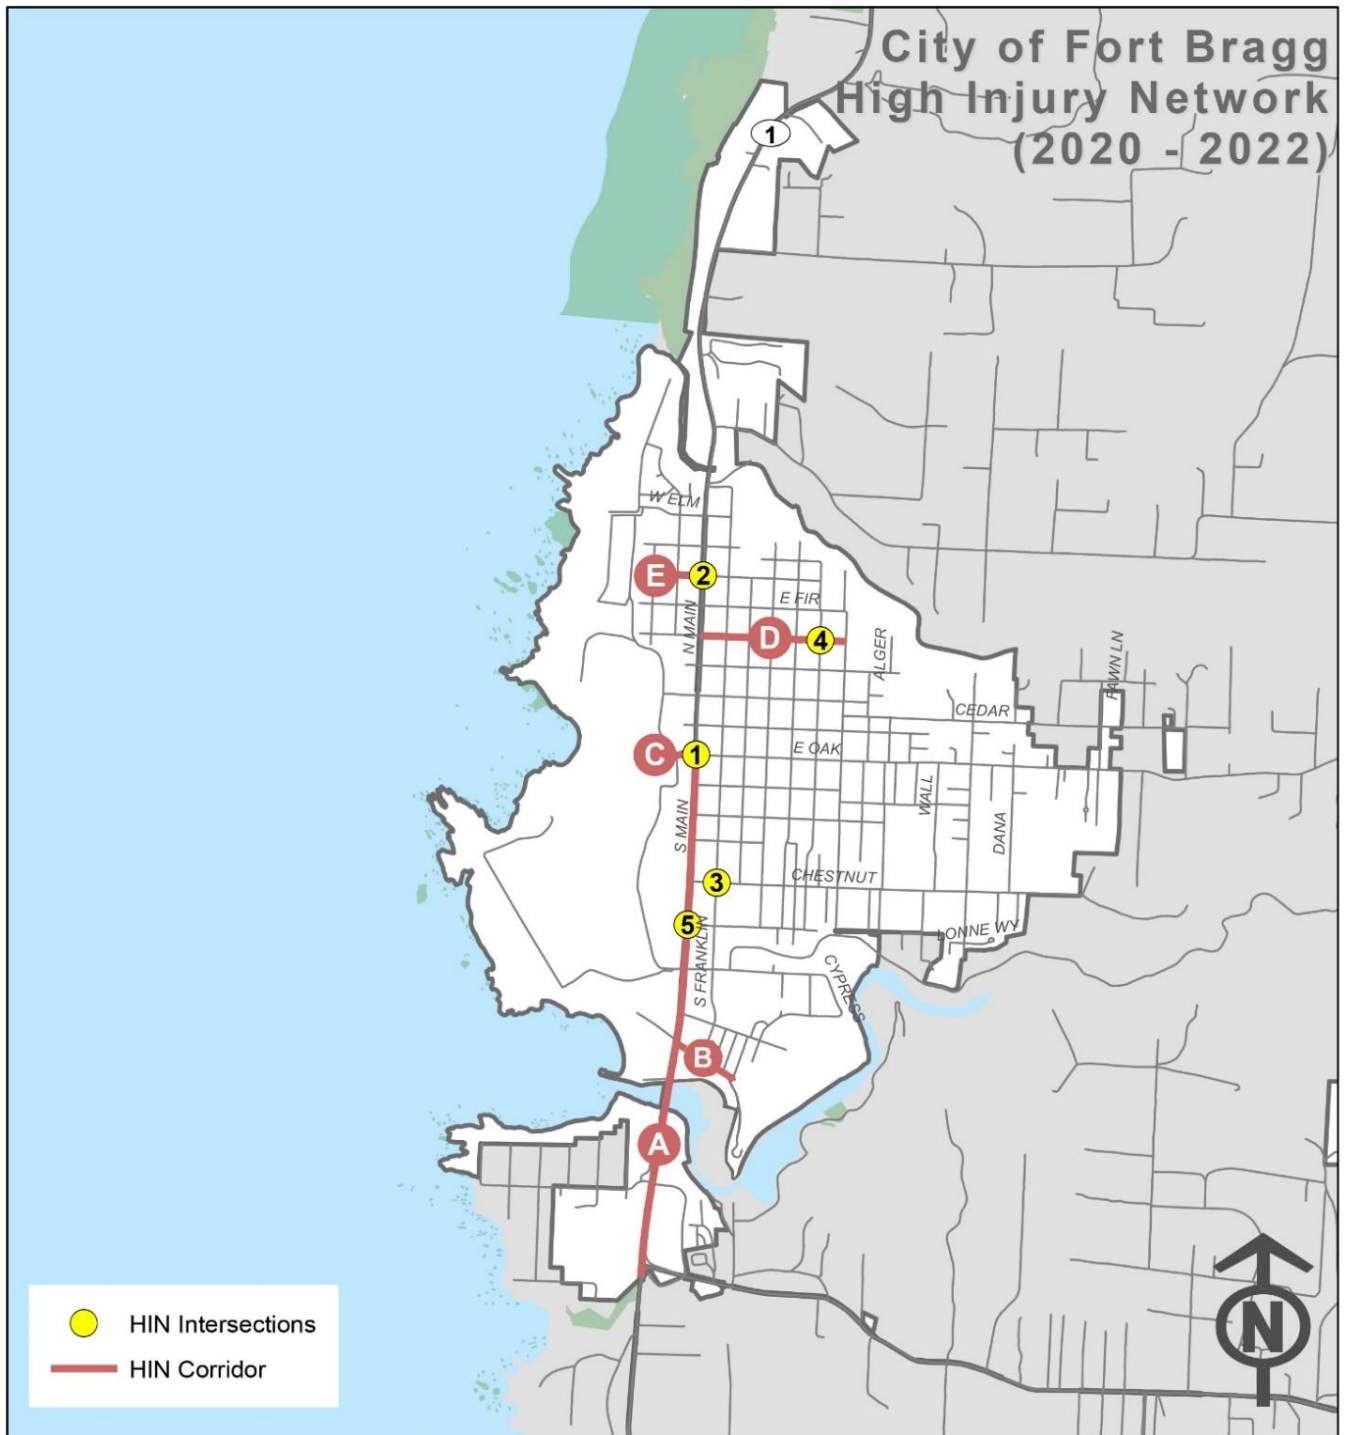 City of Fort Bragg
High Injury Network
(2020 - 2022)
1
W ELM
E
2
E FIR
N MAIN
D
4
ALGER
FAWN LN
CEDAR
C
1
E OAK
WALL
S MAIN
DANA
3
CHESTNUT
5
LONNE WY
S FRANKLIN
CYPRESS
B
A
HIN Intersections
HIN Corridor
N